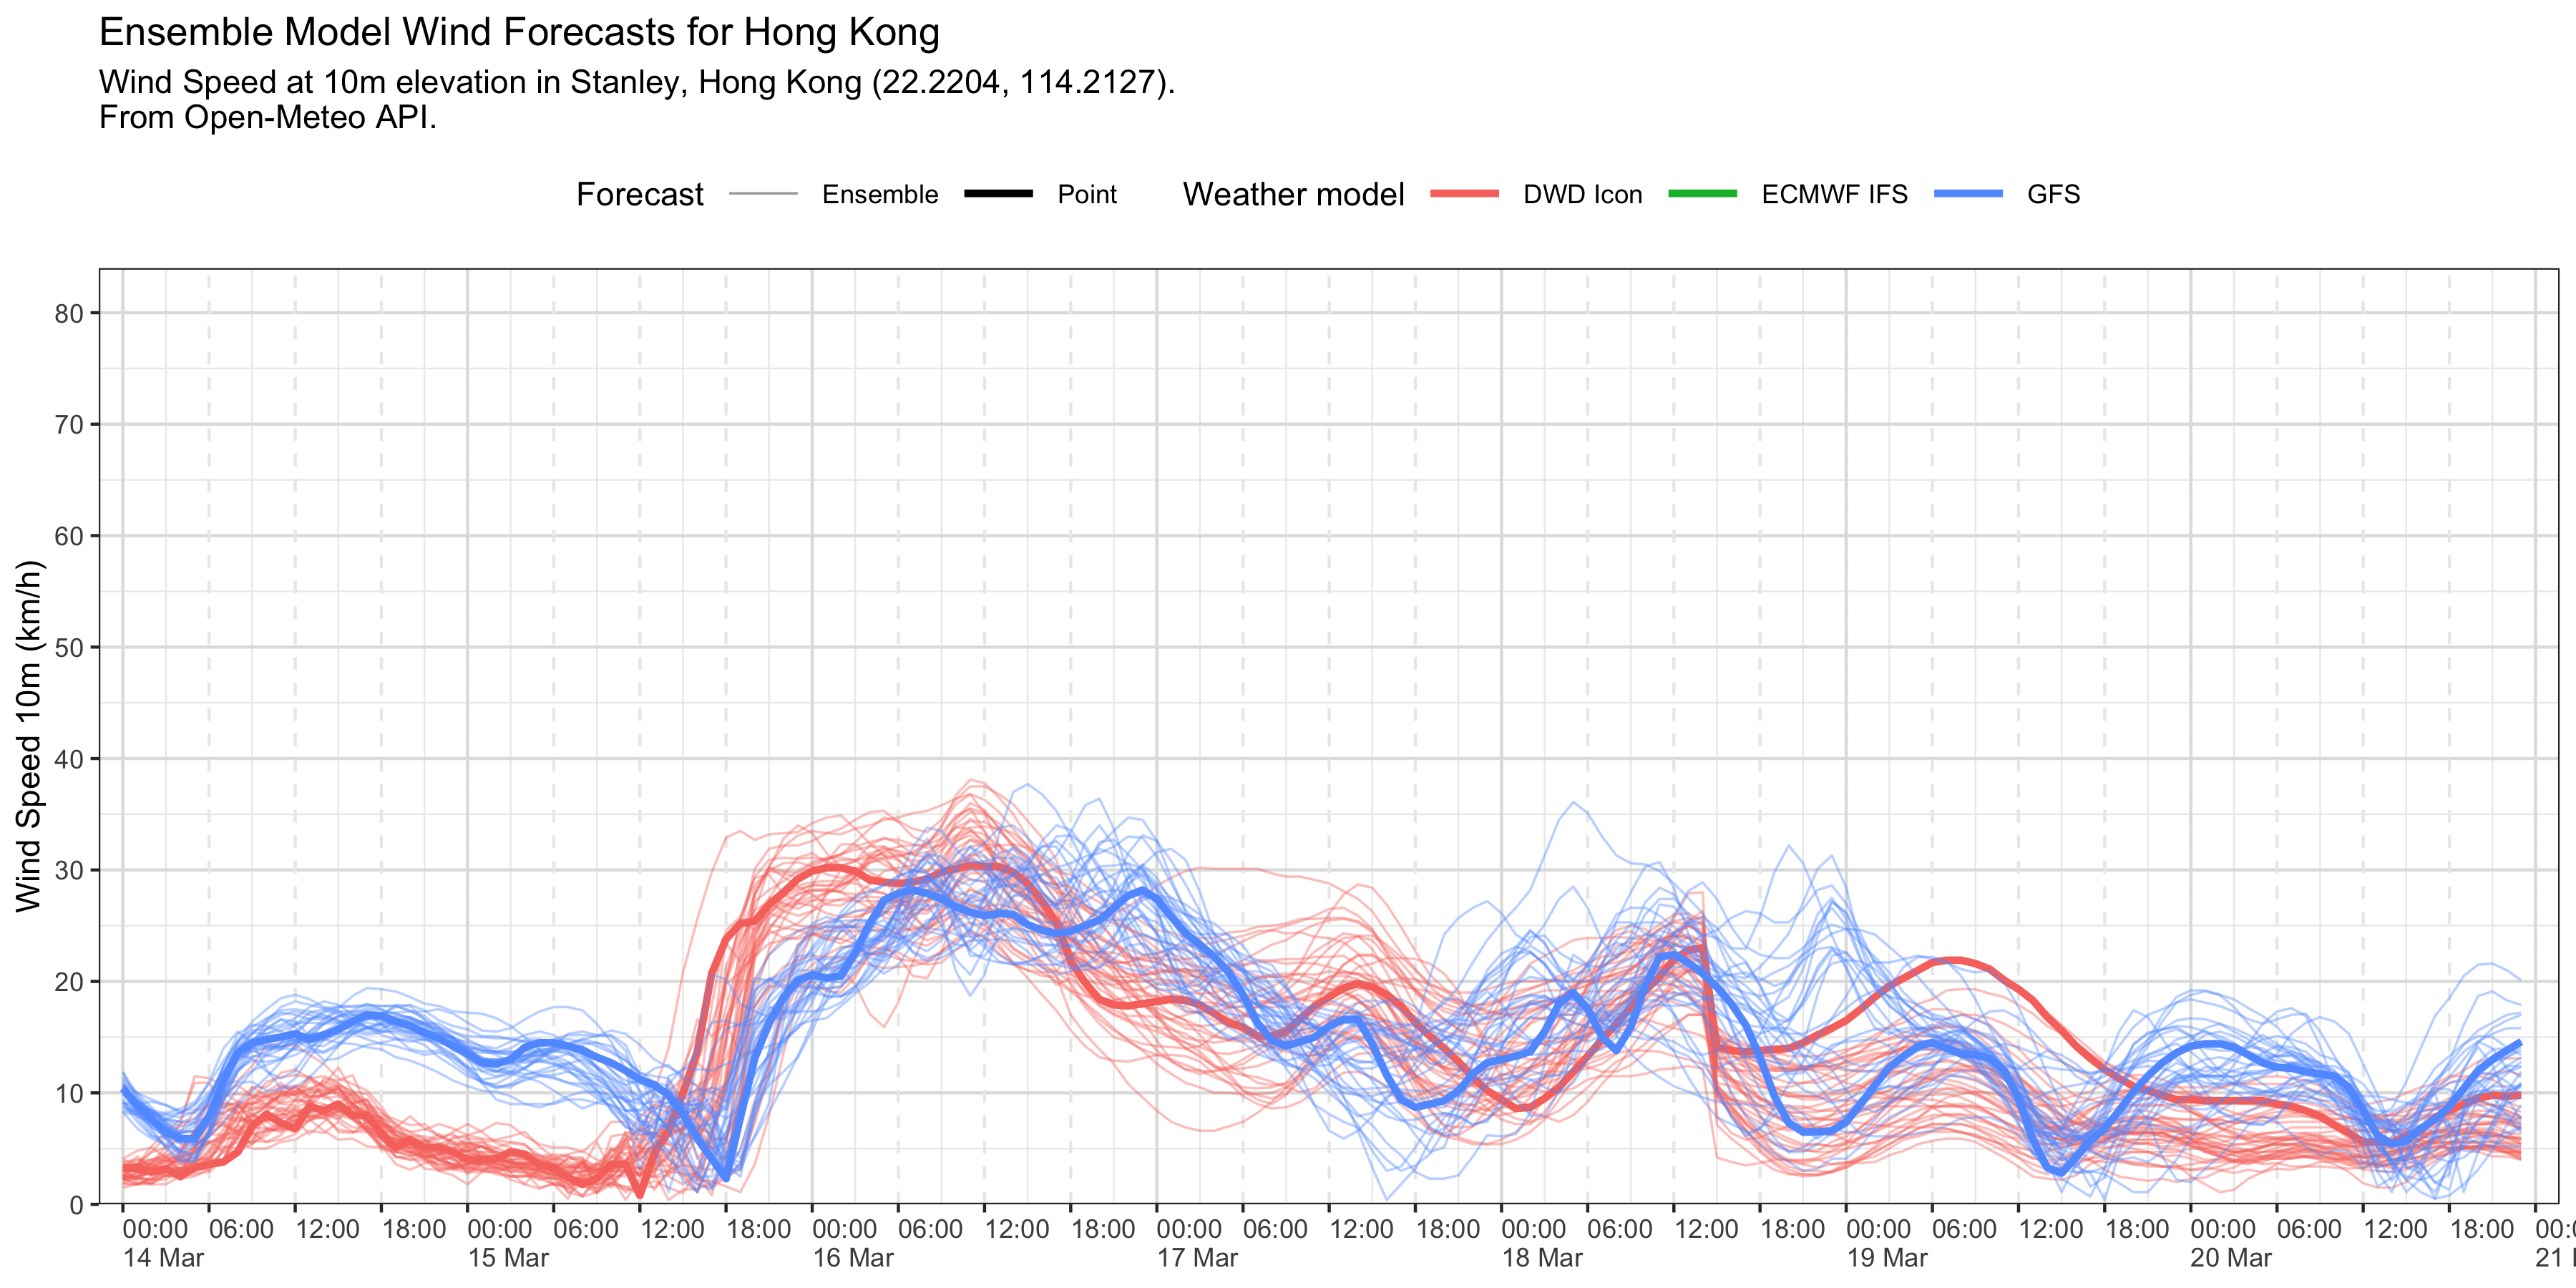 Ensemble Model Wind Forecasts for Hong Kong
Wind Speed at 10m elevation in Stanley, Hong Kong (22.2204, 114.2127).
From Open-Meteo API.
Forecast Ensemble Point Weather model DWD Icon ECMWF IFS GFS
Wind Speed 10m (km/h)
80
70
60
50
40
30
20
10
0
00:00 06:00 12:00 18:00 00:00 06:00 12:00 18:00 00:00 06:00 12:00 18:00 00:00 06:00 12:00 18:00 00:00 06:00 12:00 18:00 00:00 06:00 12:00 18:00 00:00 06:00 12:00 18:00
14 Mar 15 Mar 16 Mar 17 Mar 18 Mar 19 Mar 20 Mar 21